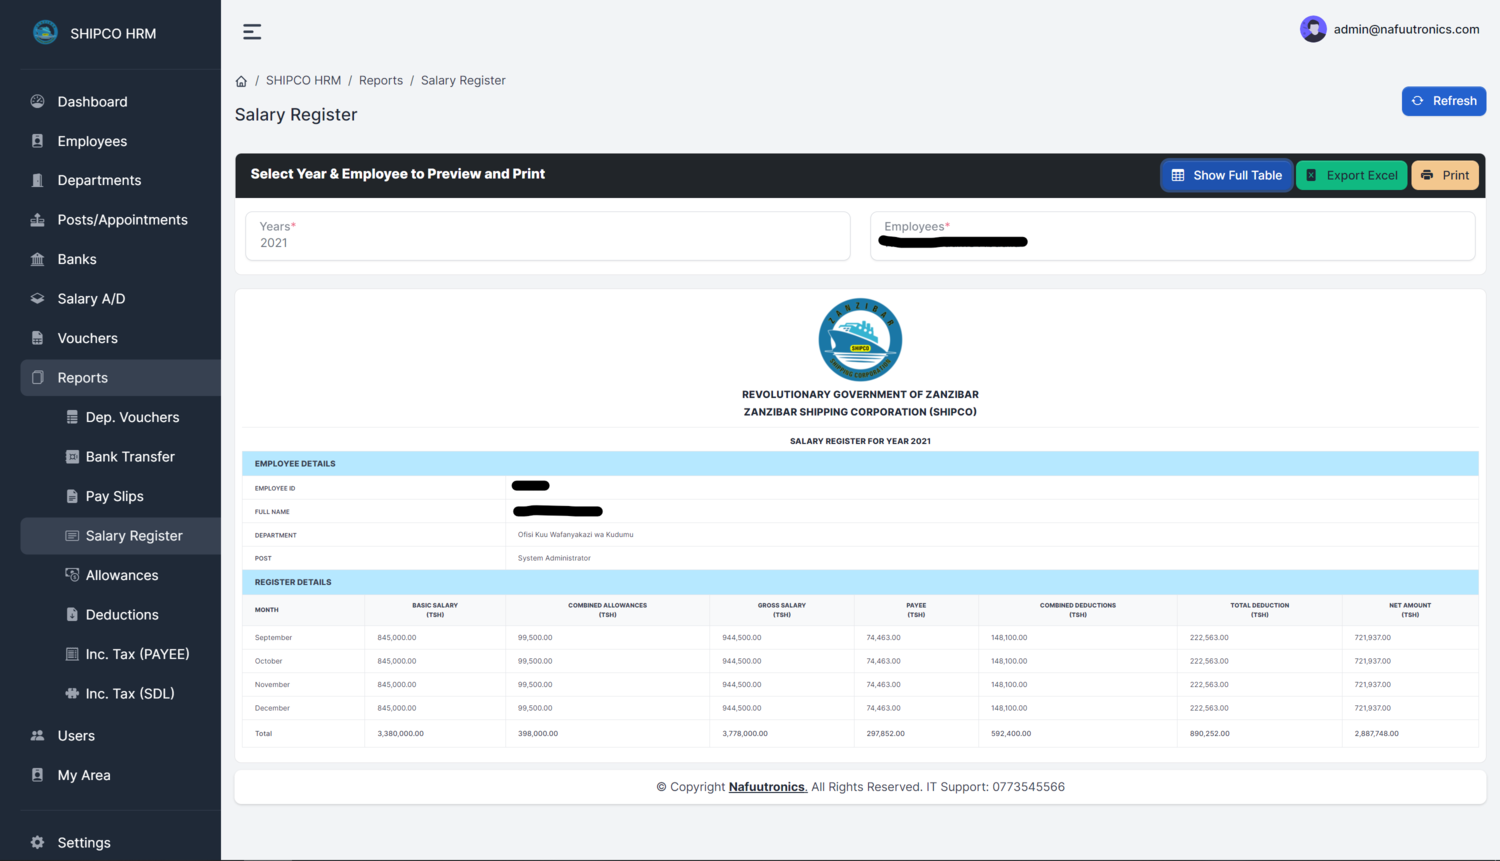 SHIPCO HRM
Dashboard
Employees
Departments
Posts/Appointments
Banks
Salary A/D
Vouchers
Reports
Dep. Vouchers
Bank Transfer
Pay Slips
Salary Register
Allowances
Deductions
Inc. Tax (PAYEE)
Inc. Tax (SDL)
Users
My Area
Settings
admin@nafuutronics.com
/ SHIPCO HRM / Reports / Salary Register
Salary Register
Refresh
Select Year & Employee to Preview and Print
Show Full Table
Export Excel
Print
Years*
2021
Employees*
ZANZIBAR
SHIPCO
SHIPPING CORPORATION
REVOLUTIONARY GOVERNMENT OF ZANZIBAR
ZANZIBAR SHIPPING CORPORATION (SHIPCO)
SALARY REGISTER FOR YEAR 2021
EMPLOYEE DETAILS
EMPLOYEE ID
FULL NAME
DEPARTMENT Ofisi Kuu Wafanyakazi wa Kudumu
POST System Administrator
REGISTER DETAILS
MONTH BASIC SALARY (TSH) COMBINED ALLOWANCES (TSH) GROSS SALARY (TSH) PAYEE (TSH) COMBINED DEDUCTIONS (TSH) TOTAL DEDUCTION (TSH) NET AMOUNT (TSH)
September 845,000.00 99,500.00 944,500.00 74,463.00 148,100.00 222,563.00 721,937.00
October 845,000.00 99,500.00 944,500.00 74,463.00 148,100.00 222,563.00 721,937.00
November 845,000.00 99,500.00 944,500.00 74,463.00 148,100.00 222,563.00 721,937.00
December 845,000.00 99,500.00 944,500.00 74,463.00 148,100.00 222,563.00 721,937.00
Total 3,380,000.00 398,000.00 3,778,000.00 297,852.00 592,400.00 890,252.00 2,887,748.00
© Copyright Nafuutronics. All Rights Reserved. IT Support: 0773545566